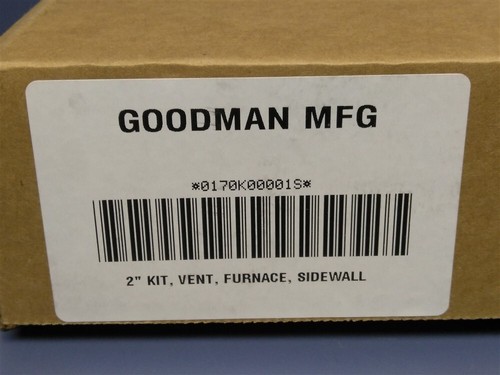 GOODMAN MFG
*0170K00001S*
2" KIT, VENT, FURNACE, SIDEWALL